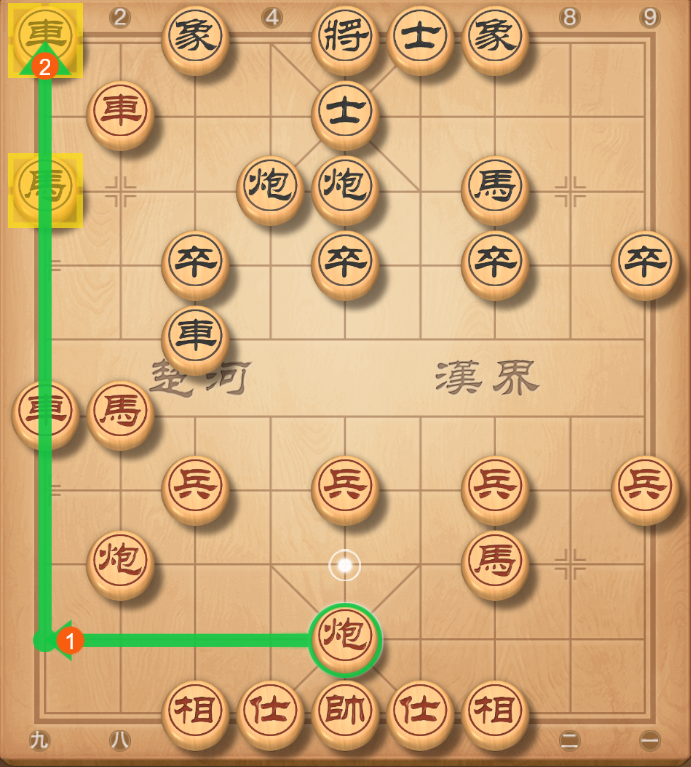 2 4 8 9
車 象 將 士 象
2
車 士
馬 炮 炮 馬
卒 卒 卒 卒
車
楚河 漢界
車 馬
兵 兵 兵 兵
炮 馬
1 炮
相 仕 帥 仕 相
九 八 二 一